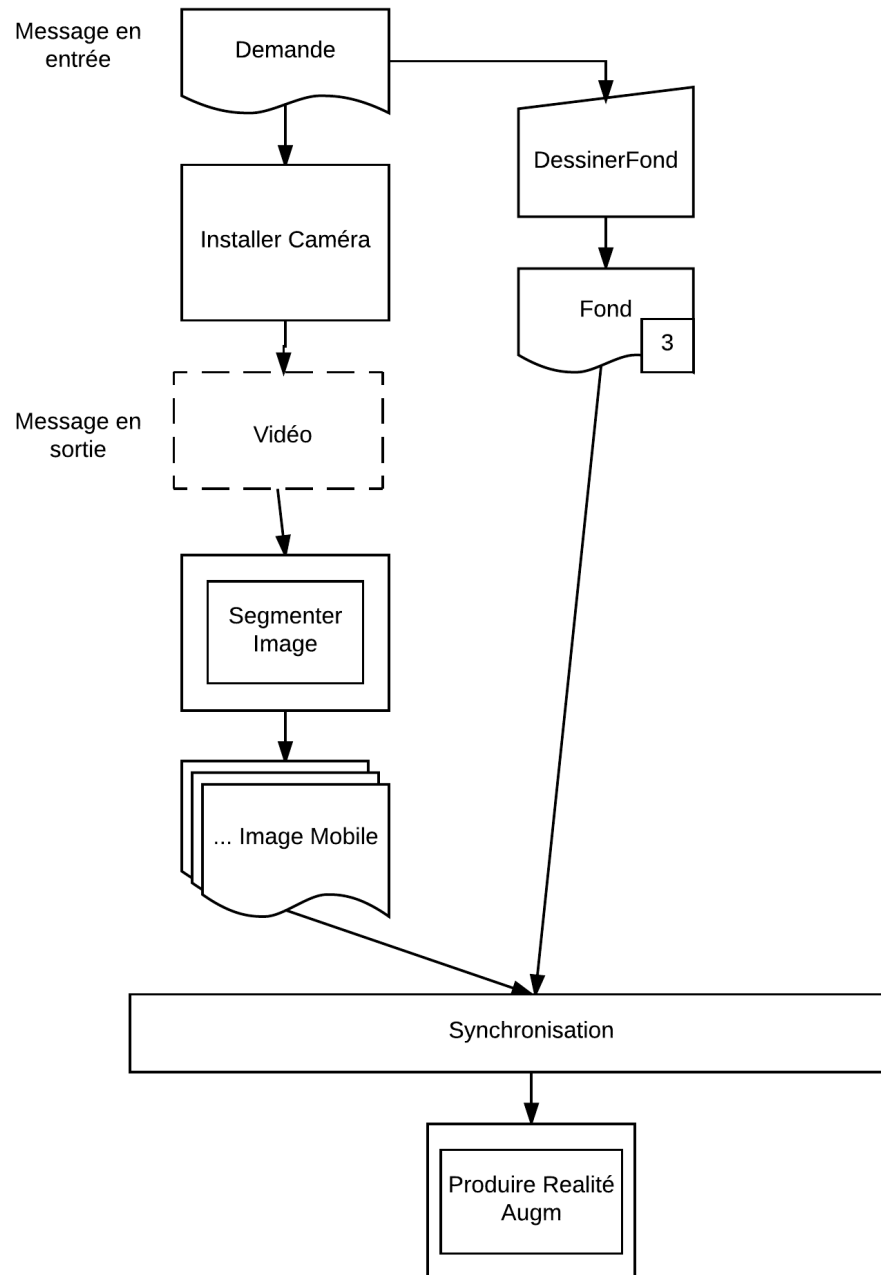 Message en
entrée
Demande
DessinerFond
Installer Caméra
Fond
3
Message en
sortie
Vidéo
Segmenter
Image
... Image Mobile
Synchronisation
Produire Realité
Augm